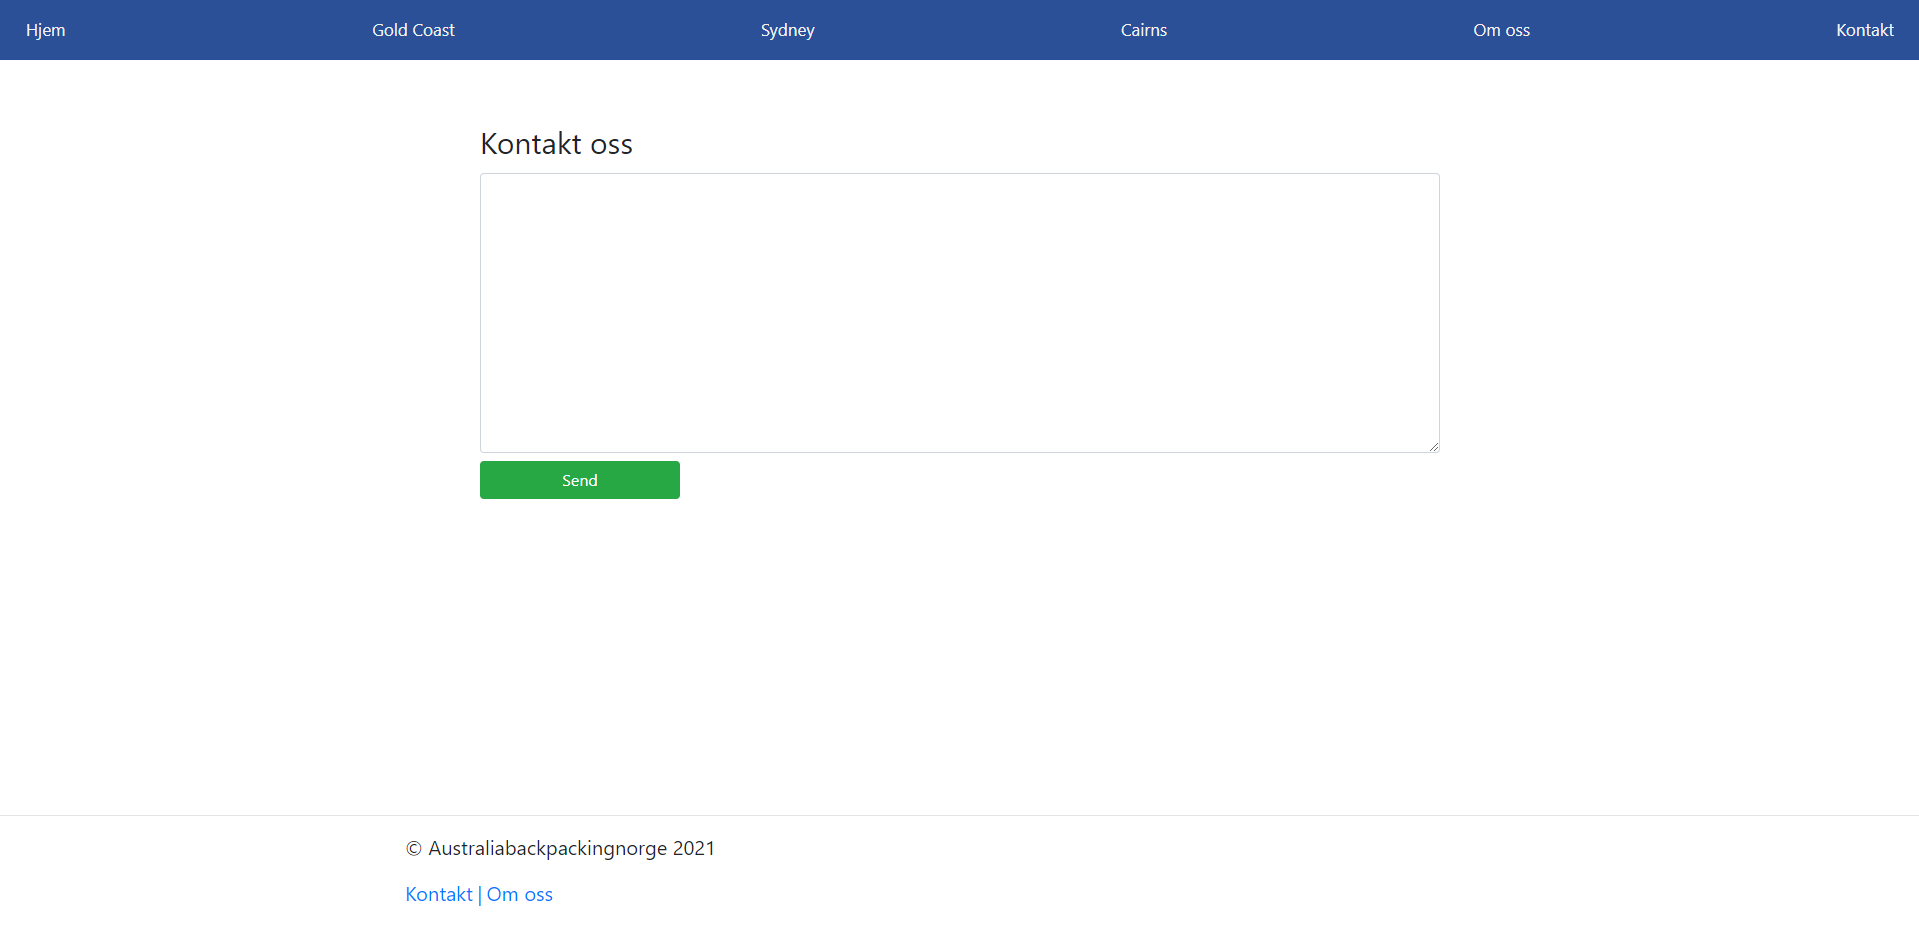 Hjem Gold Coast Sydney Cairns Om oss Kontakt
Kontakt oss
Send
© Australiabackpackingnorge 2021
Kontakt | Om oss